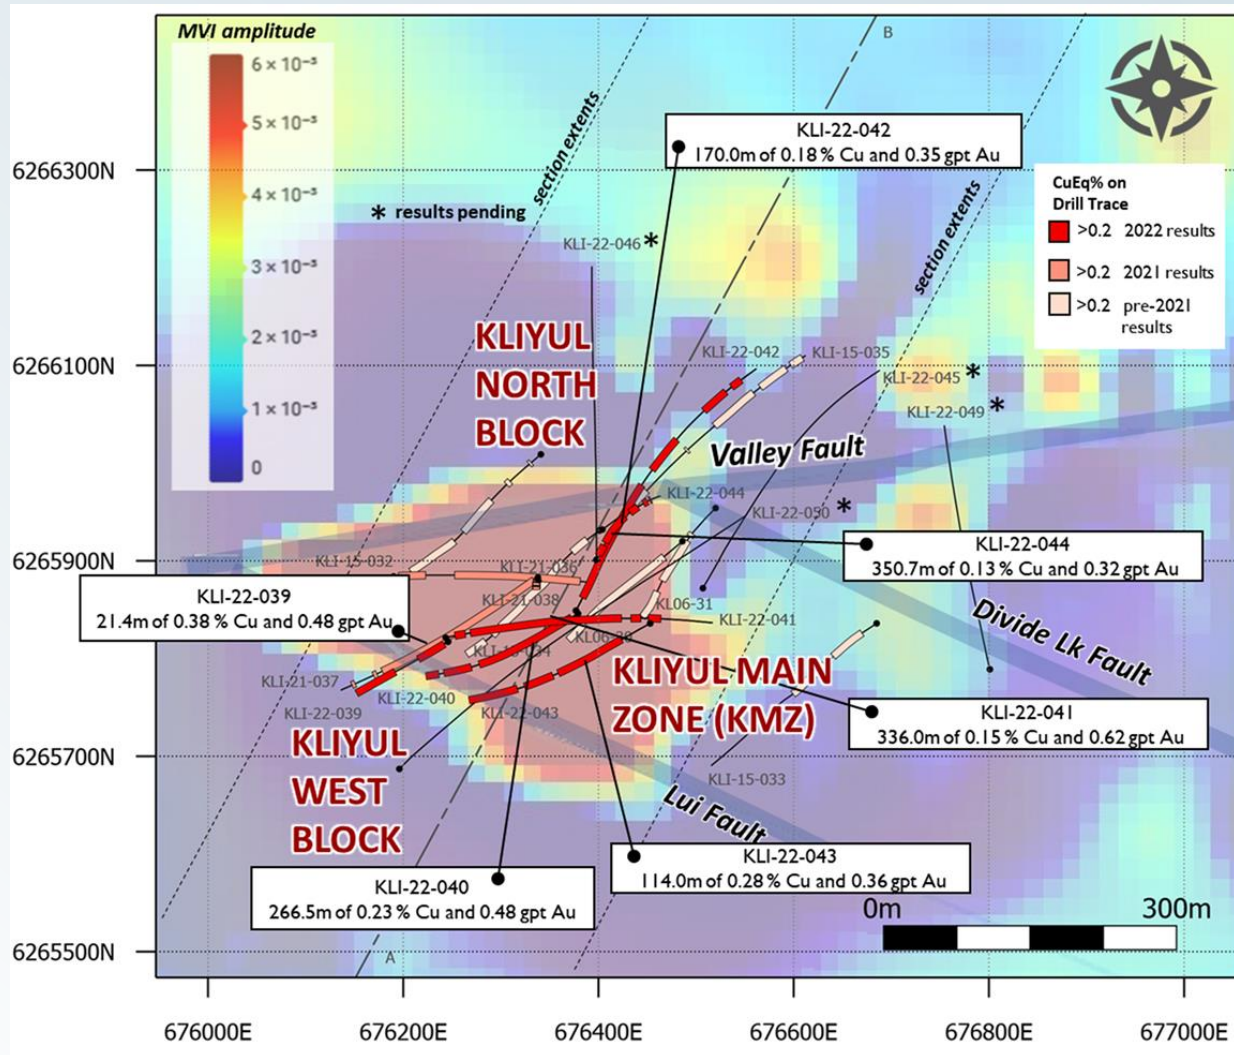 MVI amplitude
6 × 10⁻³
5 × 10⁻³
4 × 10⁻³
3 × 10⁻³
2 × 10⁻³
1 × 10⁻³
0
B
section extents
section extents
KLI-22-042
170.0m of 0.18 % Cu and 0.35 gpt Au
* results pending
KLI-22-046 *
CuEq% on
Drill Trace
>0.2 2022 results
>0.2 2021 results
>0.2 pre-2021
results
6266300N
6266100N
6265900N
6265700N
6265500N
KLIYUL
NORTH
BLOCK
KLI-22-042
KLI-15-035
KLI-22-045 *
KLI-22-049 *
Valley Fault
KLI-22-044
KLI-22-050 *
KLI-15-032
KLI-21-036
KLI-21-038
KL06-31
KLI-22-041
KLI-22-044
350.7m of 0.13 % Cu and 0.32 gpt Au
KLI-22-039
21.4m of 0.38 % Cu and 0.48 gpt Au
Divide Lk Fault
KLI-21-037
KLI-22-040
KLI-22-039
KLI-22-043
KLIYUL MAIN
ZONE (KMZ)
KLI-22-041
336.0m of 0.15 % Cu and 0.62 gpt Au
KLI-15-033
KLIYUL
WEST
BLOCK
Lui Fault
KLI-22-043
114.0m of 0.28 % Cu and 0.36 gpt Au
KLI-22-040
266.5m of 0.23 % Cu and 0.48 gpt Au
0m 300m
A
676000E 676200E 676400E 676600E 676800E 677000E